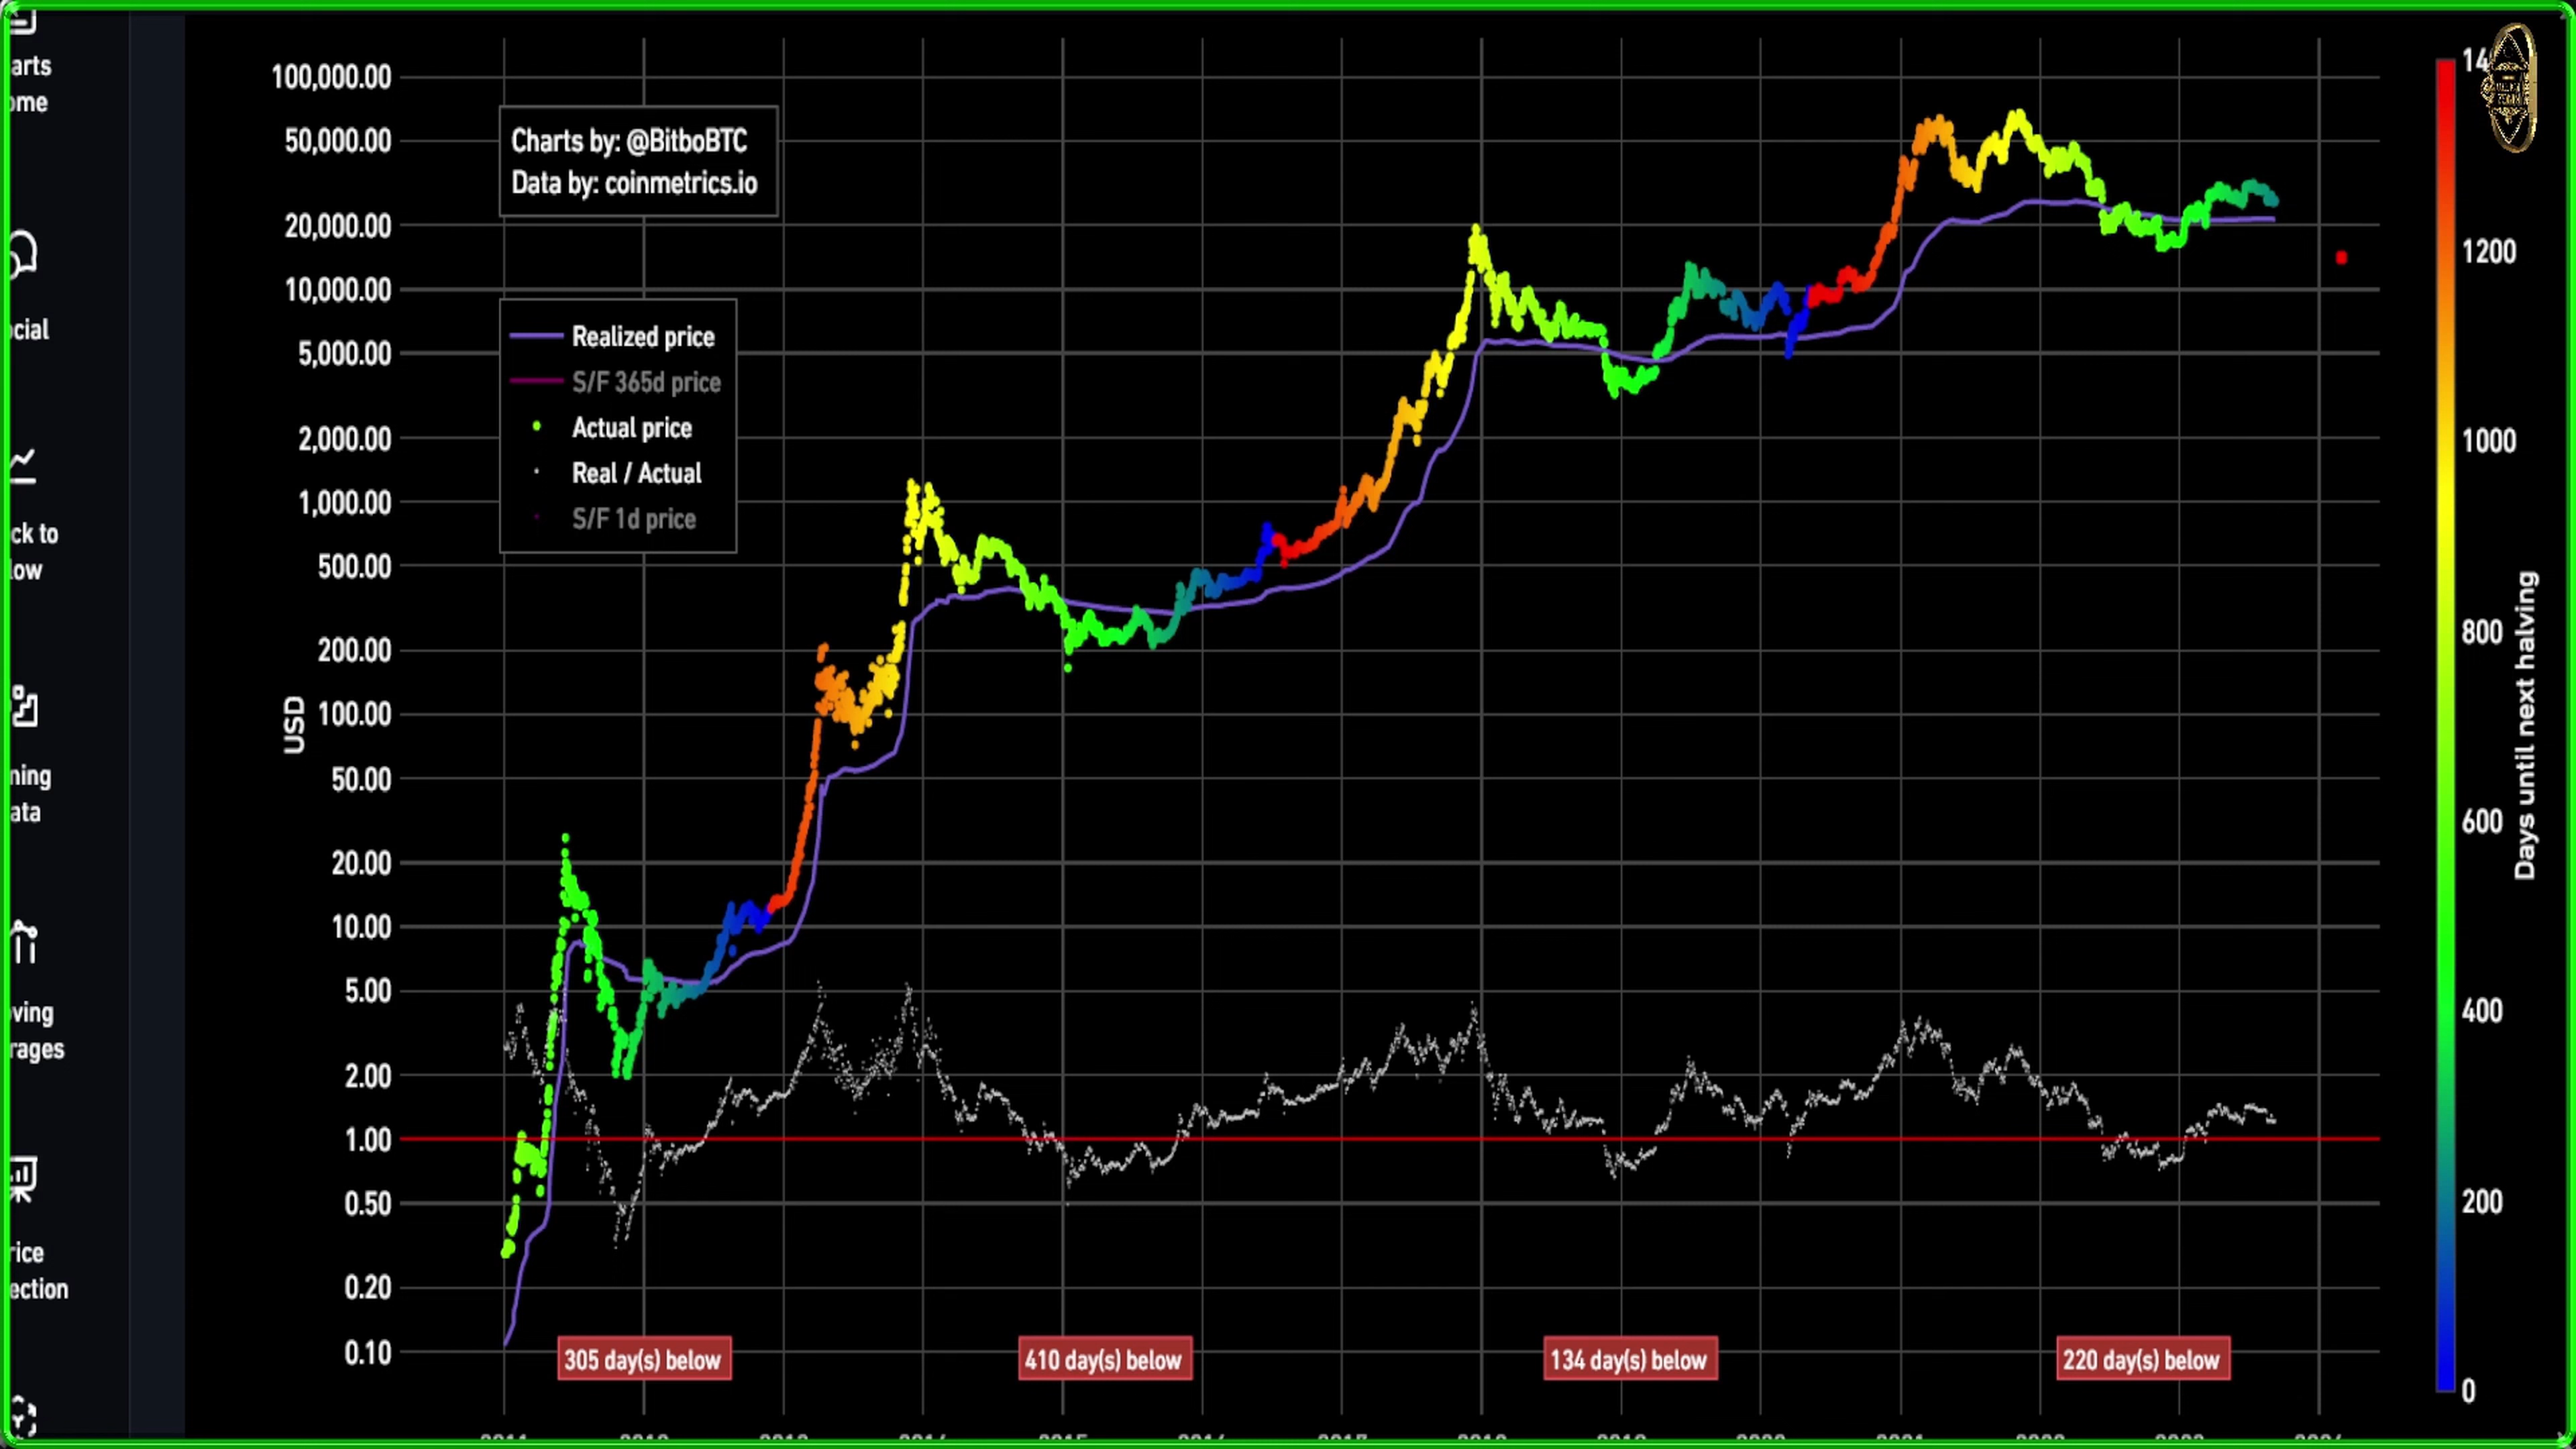 arts
ome
ocial
ck to
low
ning
ata
ving
rages
rice
ection
100,000.00
50,000.00
20,000.00
10,000.00
5,000.00
2,000.00
1,000.00
500.00
200.00
100.00
50.00
20.00
10.00
5.00
2.00
1.00
0.50
0.20
0.10
USD
Charts by: @BitboBTC
Data by: coinmetrics.io
Realized price
S/F 365d price
Actual price
Real / Actual
S/F 1d price
305 day(s) below
410 day(s) below
134 day(s) below
220 day(s) below
14
1200
1000
800
600
400
200
0
Days until next halving